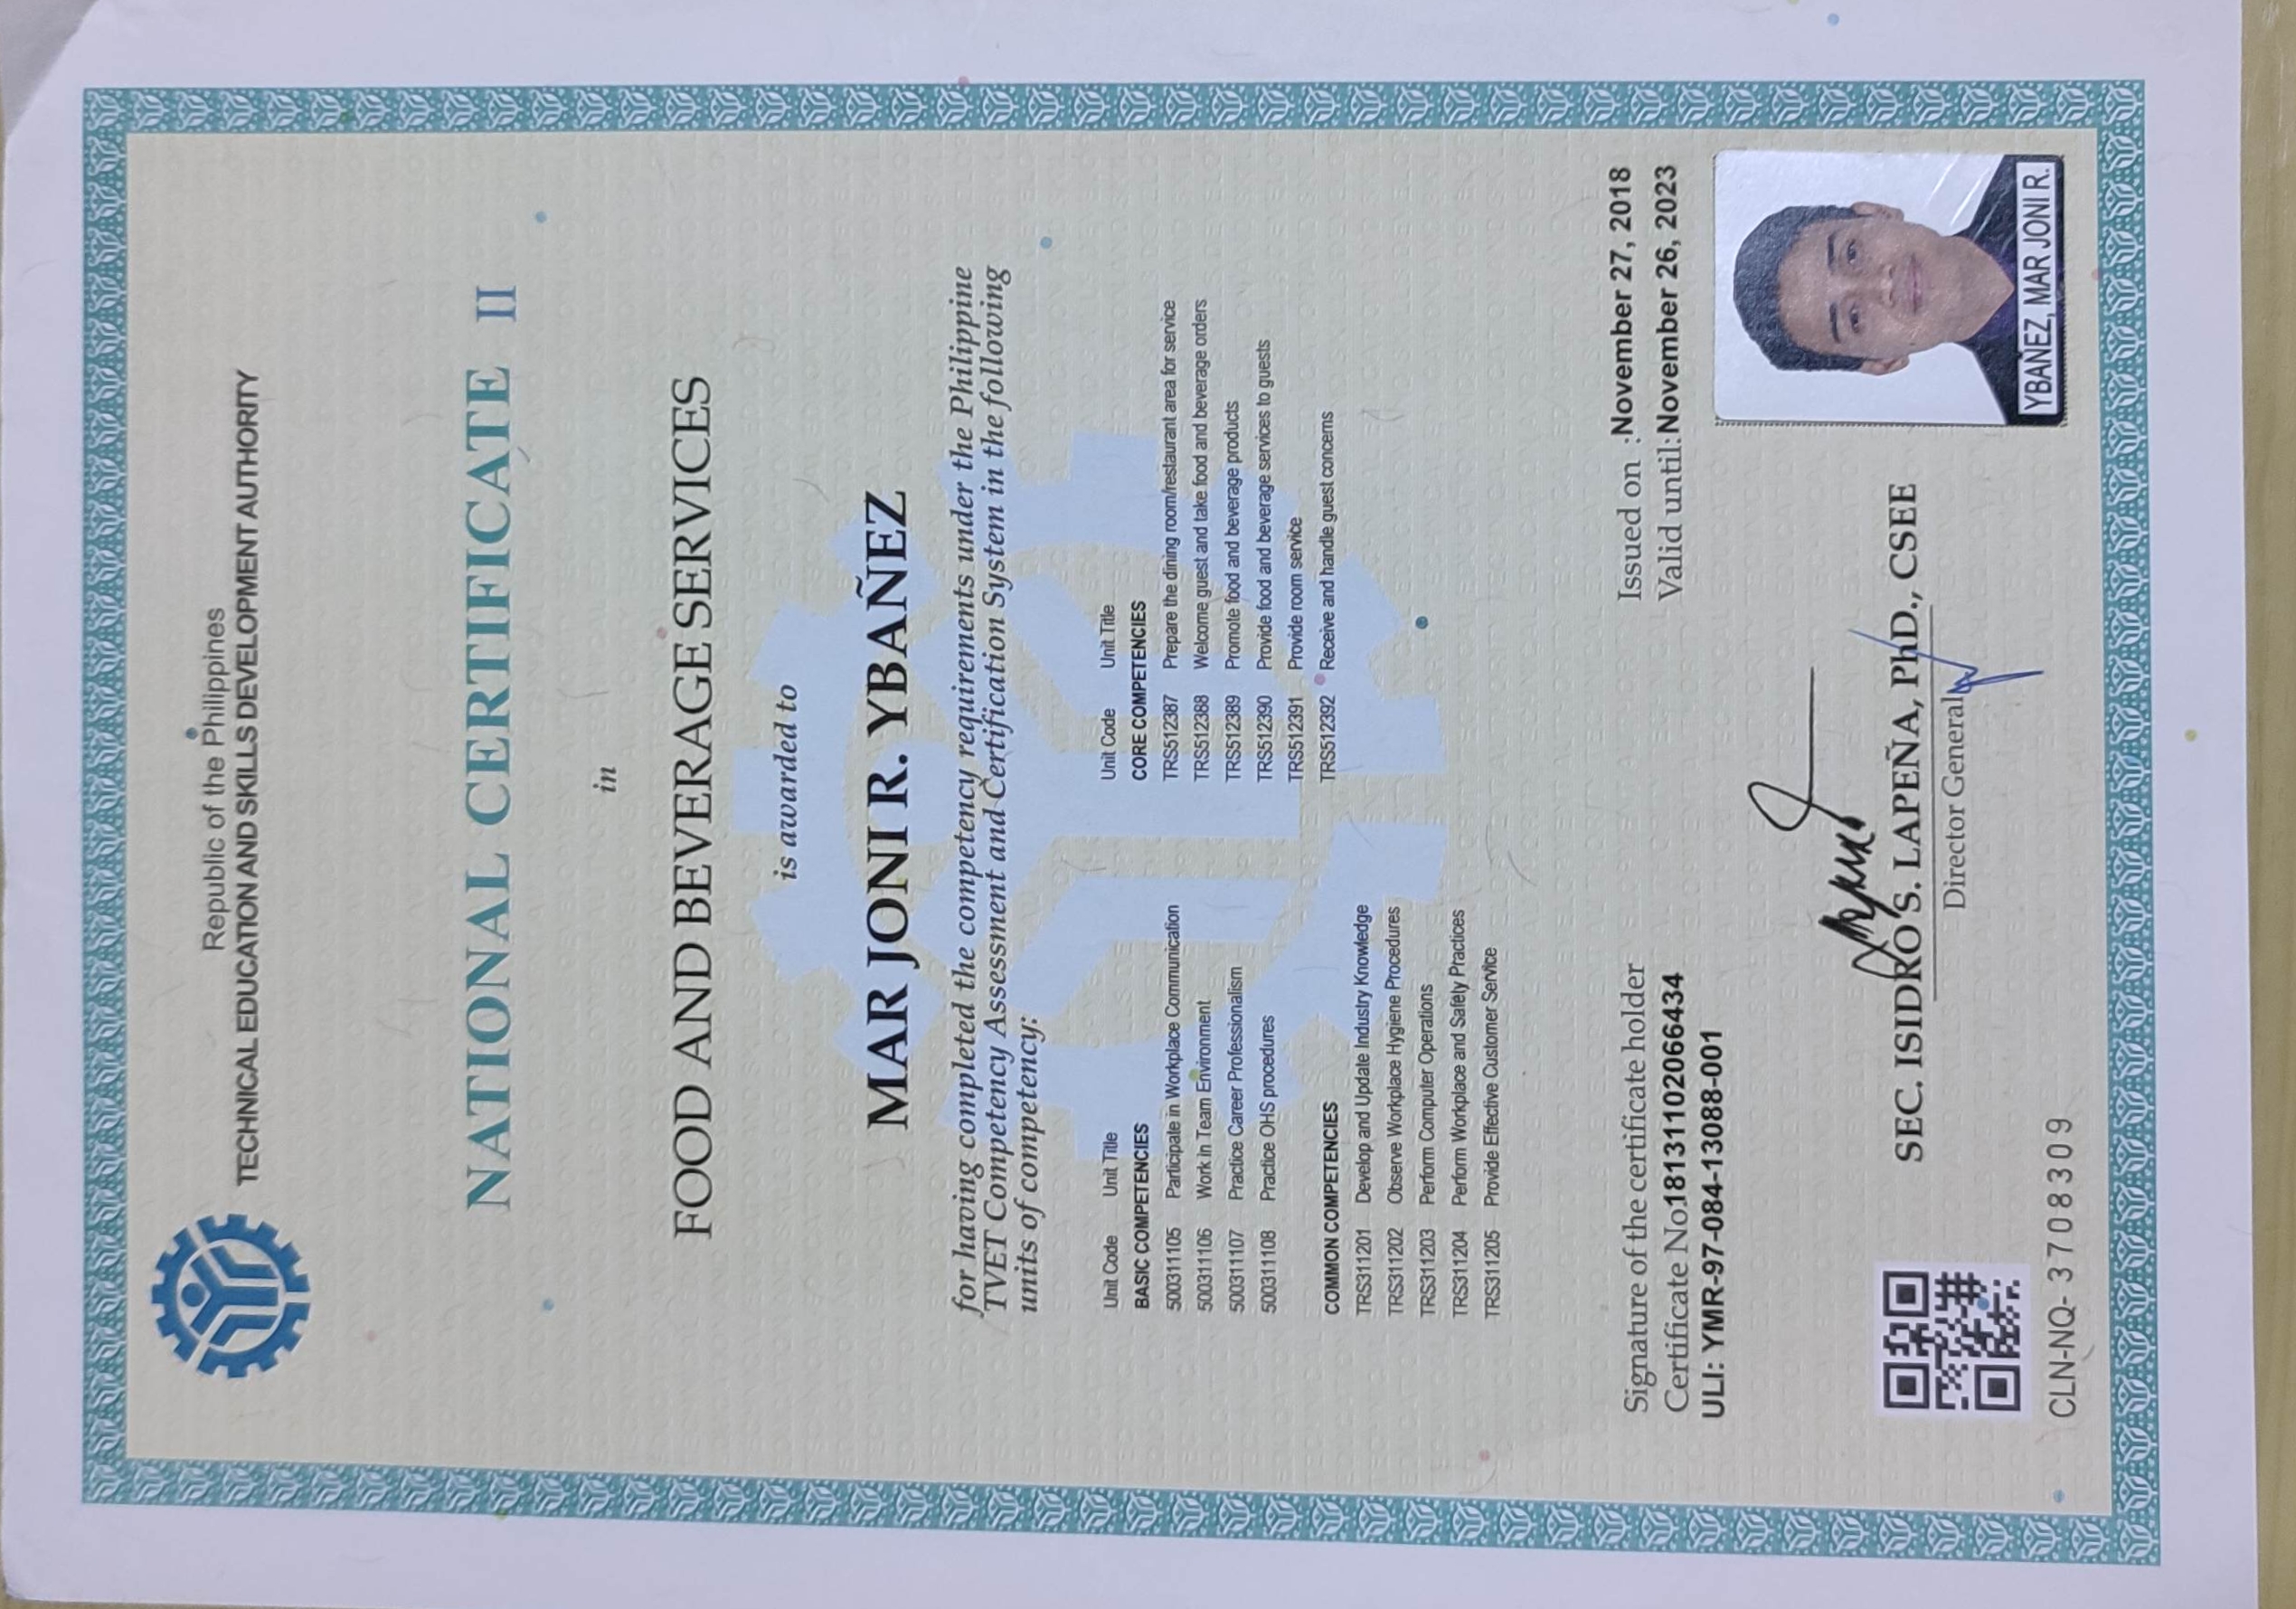 Republic of the Philippines
TECHNICAL EDUCATION AND SKILLS DEVELOPMENT AUTHORITY
NATIONAL CERTIFICATE II
in
FOOD AND BEVERAGE SERVICES
is awarded to
MAR JONI R. YBAÑEZ
for having completed the competency requirements under the Philippine
TVET Competency Assessment and Certification System in the following
units of competency:
Unit Code Unit Title
BASIC COMPETENCIES
500311105 Participate in Workplace Communication
500311106 Work in Team Environment
500311107 Practice Career Professionalism
500311108 Practice OHS procedures
COMMON COMPETENCIES
TRS311201 Develop and Update Industry Knowledge
TRS311202 Observe Workplace Hygiene Procedures
TRS311203 Perform Computer Operations
TRS311204 Perform Workplace and Safety Practices
TRS311205 Provide Effective Customer Service
Unit Code Unit Title
CORE COMPETENCIES
TRS512387 Prepare the dining room/restaurant area for service
TRS512388 Welcome guest and take food and beverage orders
TRS512389 Promote food and beverage products
TRS512390 Provide food and beverage services to guests
TRS512391 Provide room service
TRS512392 Receive and handle guest concerns
Signature of the certificate holder
Certificate No.18131102066434
ULI: YMR-97-084-13088-001
Issued on :November 27, 2018
Valid until:November 26, 2023
SEC. ISIDRO S. LAPEÑA, PhD., CSEE
Director General
YBAÑEZ, MAR JONI R.
CLN-NQ- 3708309